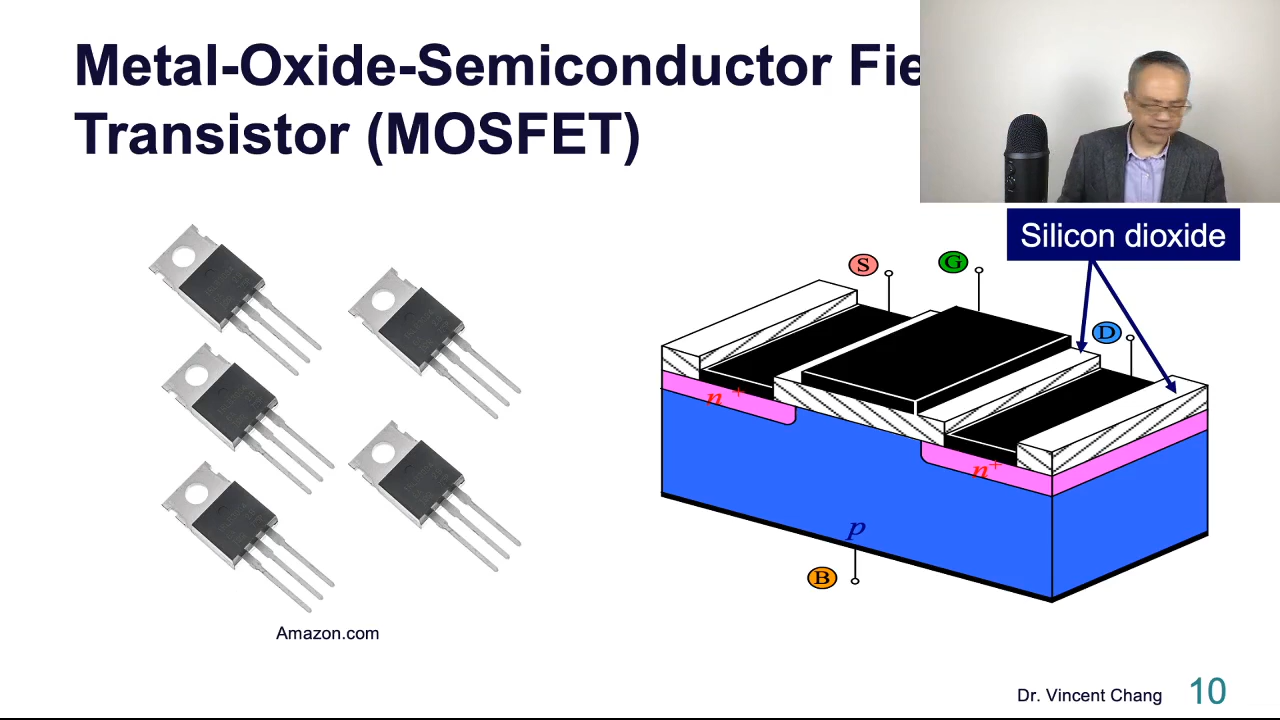 Metal-Oxide-Semiconductor Fie
Transistor (MOSFET)
Silicon dioxide
S
G
D
n+
n+
p
B
Amazon.com
Dr. Vincent Chang
10